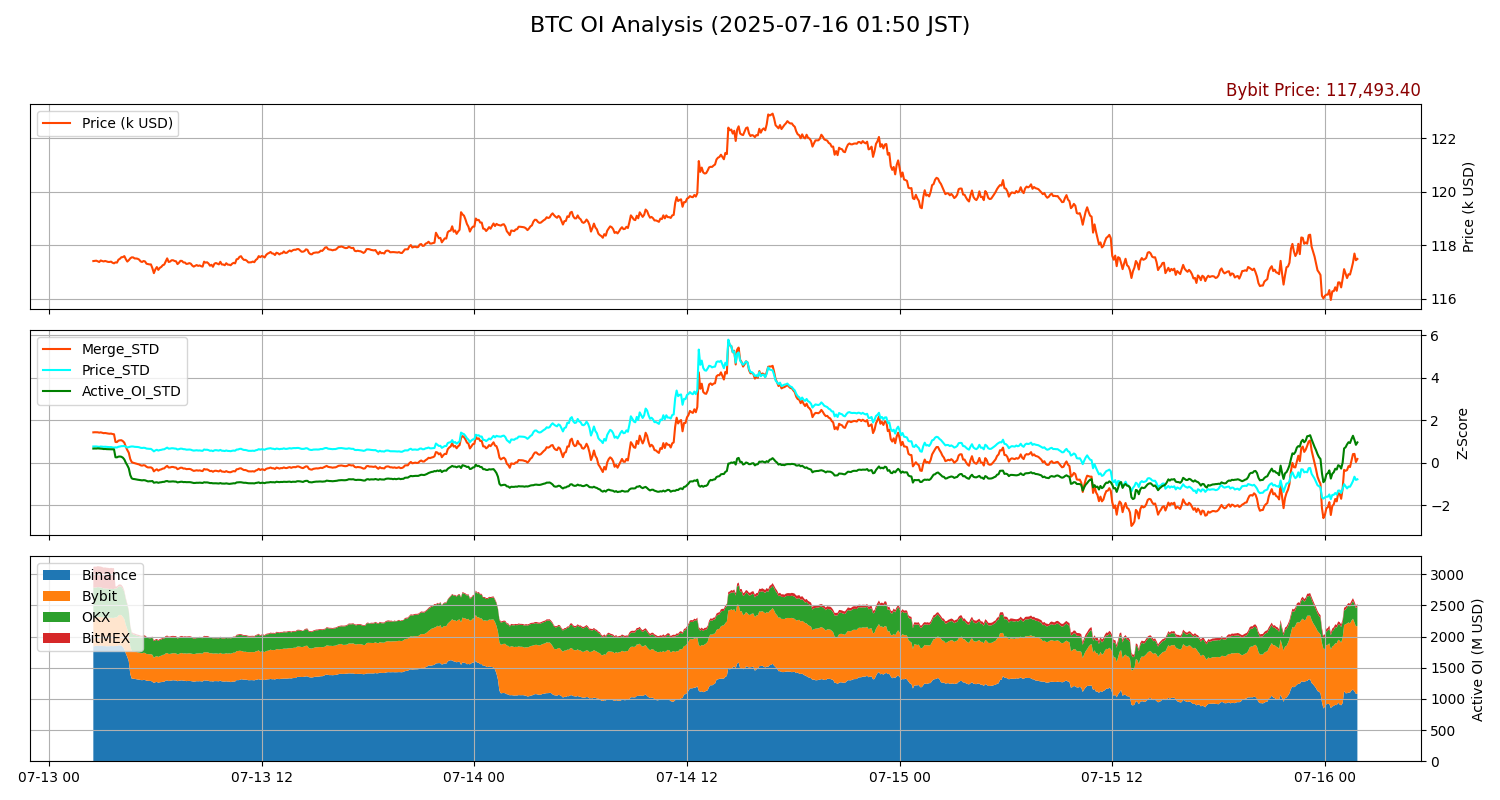 BTC OI Analysis (2025-07-16 01:50 JST)
Bybit Price: 117,493.40
Price (k USD)
122
120
118
116
Price (k USD)
Merge_STD
Price_STD
Active_OI_STD
6
4
2
0
−2
Z-Score
Binance
Bybit
OKX
BitMEX
3000
2500
2000
1500
1000
500
0
Active OI (M USD)
07-13 00
07-13 12
07-14 00
07-14 12
07-15 00
07-15 12
07-16 00